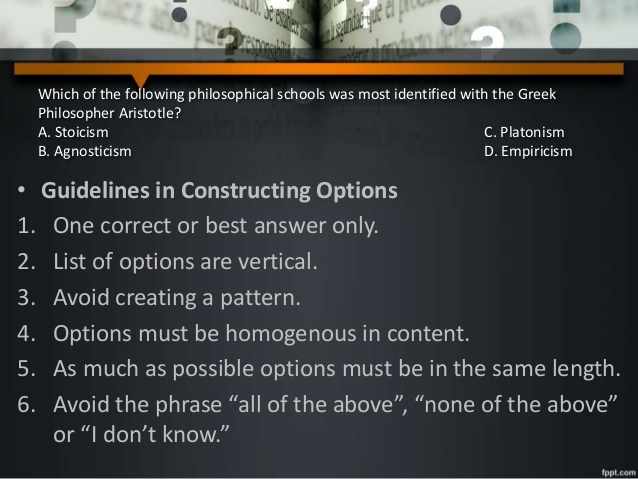 Which of the following philosophical schools was most identified with the Greek
Philosopher Aristotle?
A. Stoicism C. Platonism
B. Agnosticism D. Empiricism
• Guidelines in Constructing Options
1. One correct or best answer only.
2. List of options are vertical.
3. Avoid creating a pattern.
4. Options must be homogenous in content.
5. As much as possible options must be in the same length.
6. Avoid the phrase “all of the above”, “none of the above”
or “I don’t know.”
fppt.com